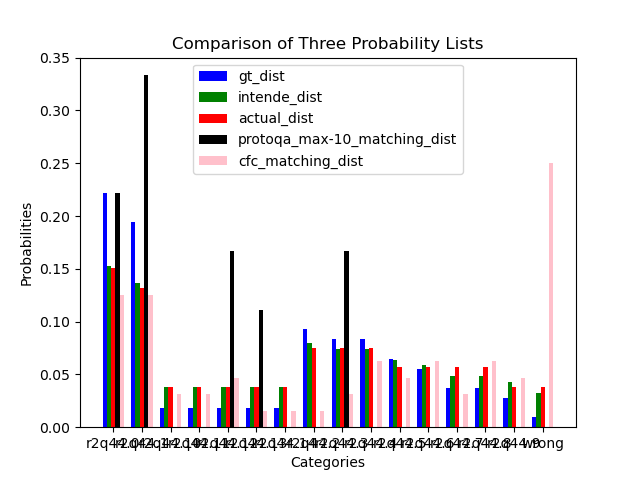 Comparison of Three Probability Lists
gt_dist
intende_dist
actual_dist
protoqa_max-10_matching_dist
cfc_matching_dist
0.35
0.30
0.25
0.20
0.15
0.10
0.05
0.00
Probabilities
wrong
Categories